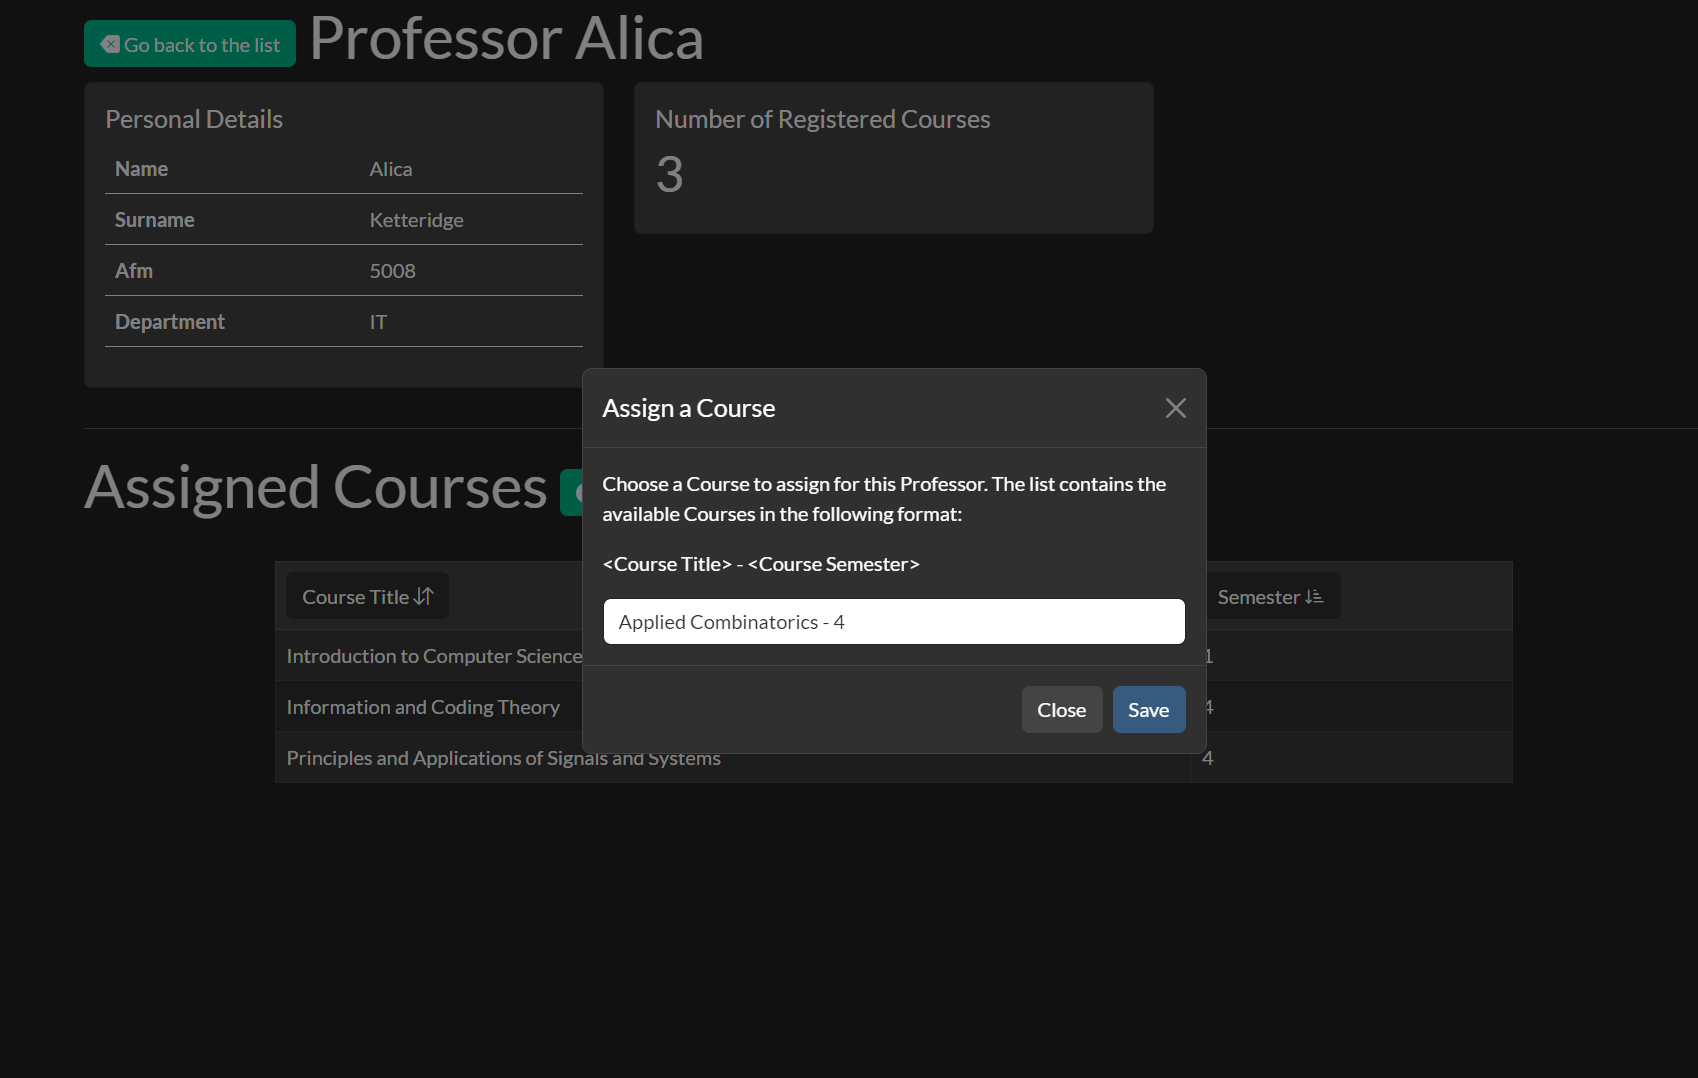 Go back to the list Professor Alica
Personal Details
Name Alica
Surname Ketteridge
Afm 5008
Department IT
Number of Registered Courses
3
Assigned Courses
Assign a Course
Choose a Course to assign for this Professor. The list contains the
available Courses in the following format:
<Course Title> - <Course Semester>
Applied Combinatorics - 4
Close Save
Course Title Semester
Introduction to Computer Science 1
Information and Coding Theory 4
Principles and Applications of Signals and Systems 4